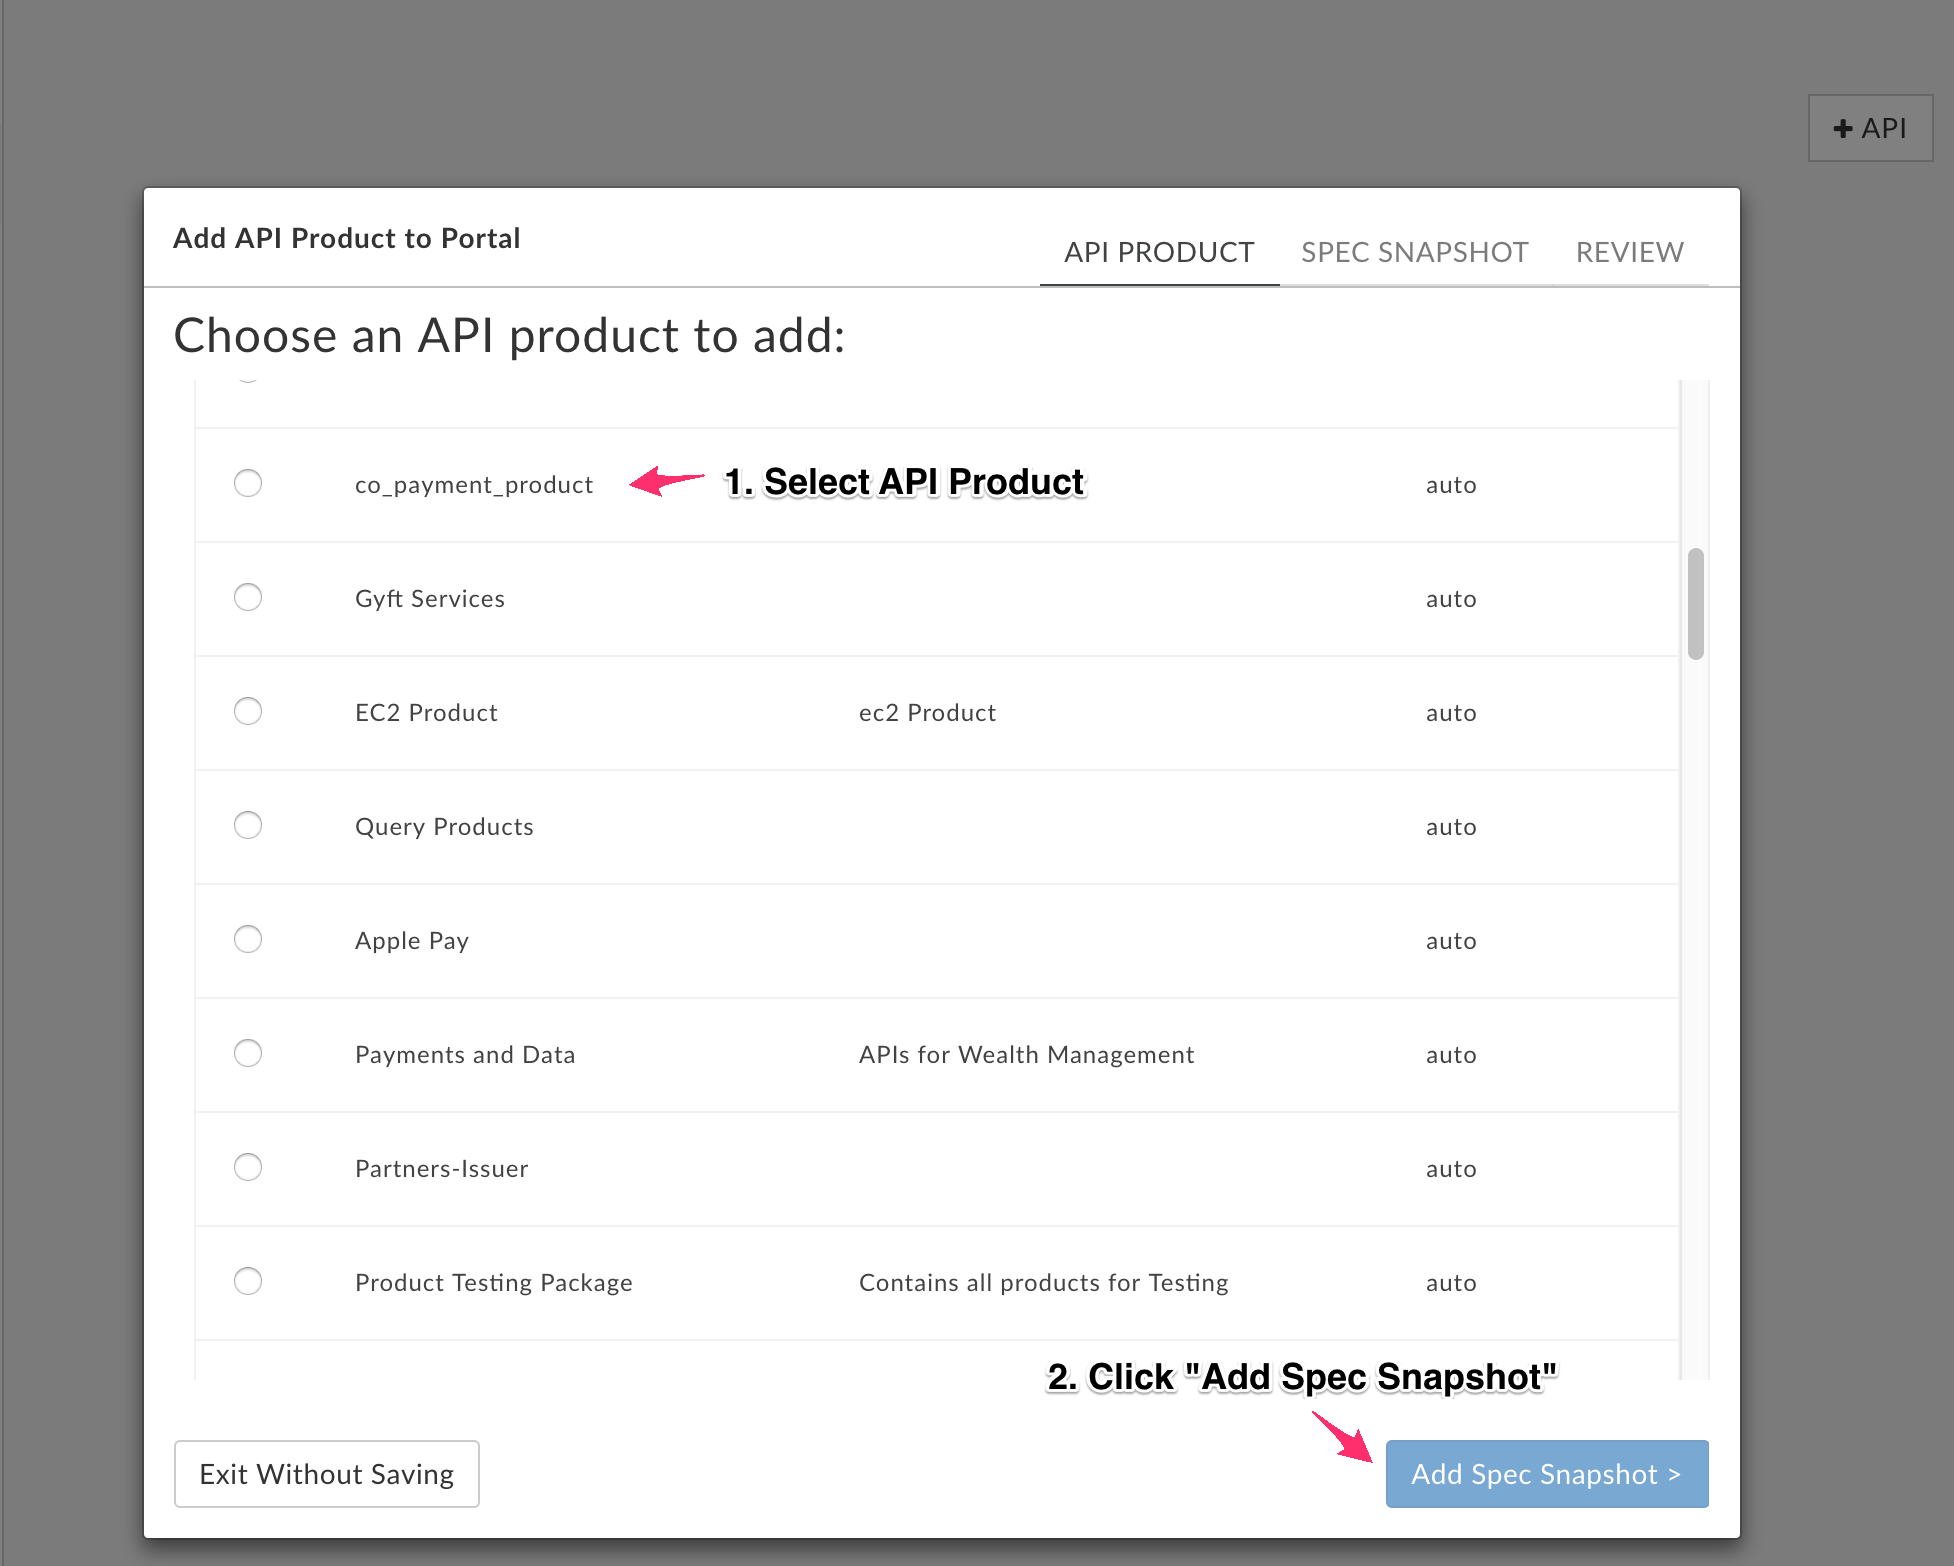 + API
Add API Product to Portal
API PRODUCT SPEC SNAPSHOT REVIEW
Choose an API product to add:
co_payment_product 1. Select API Product auto
Gyft Services auto
EC2 Product ec2 Product auto
Query Products auto
Apple Pay auto
Payments and Data APIs for Wealth Management auto
Partners-Issuer auto
Product Testing Package Contains all products for Testing auto
2. Click "Add Spec Snapshot"
Exit Without Saving Add Spec Snapshot >